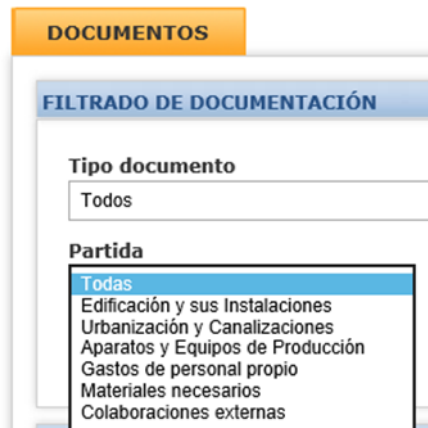 DOCUMENTOS
FILTRADO DE DOCUMENTACIÓN
Tipo documento
Todos
Partida
Todas
Edificación y sus Instalaciones
Urbanización y Canalizaciones
Aparatos y Equipos de Producción
Gastos de personal propio
Materiales necesarios
Colaboraciones externas